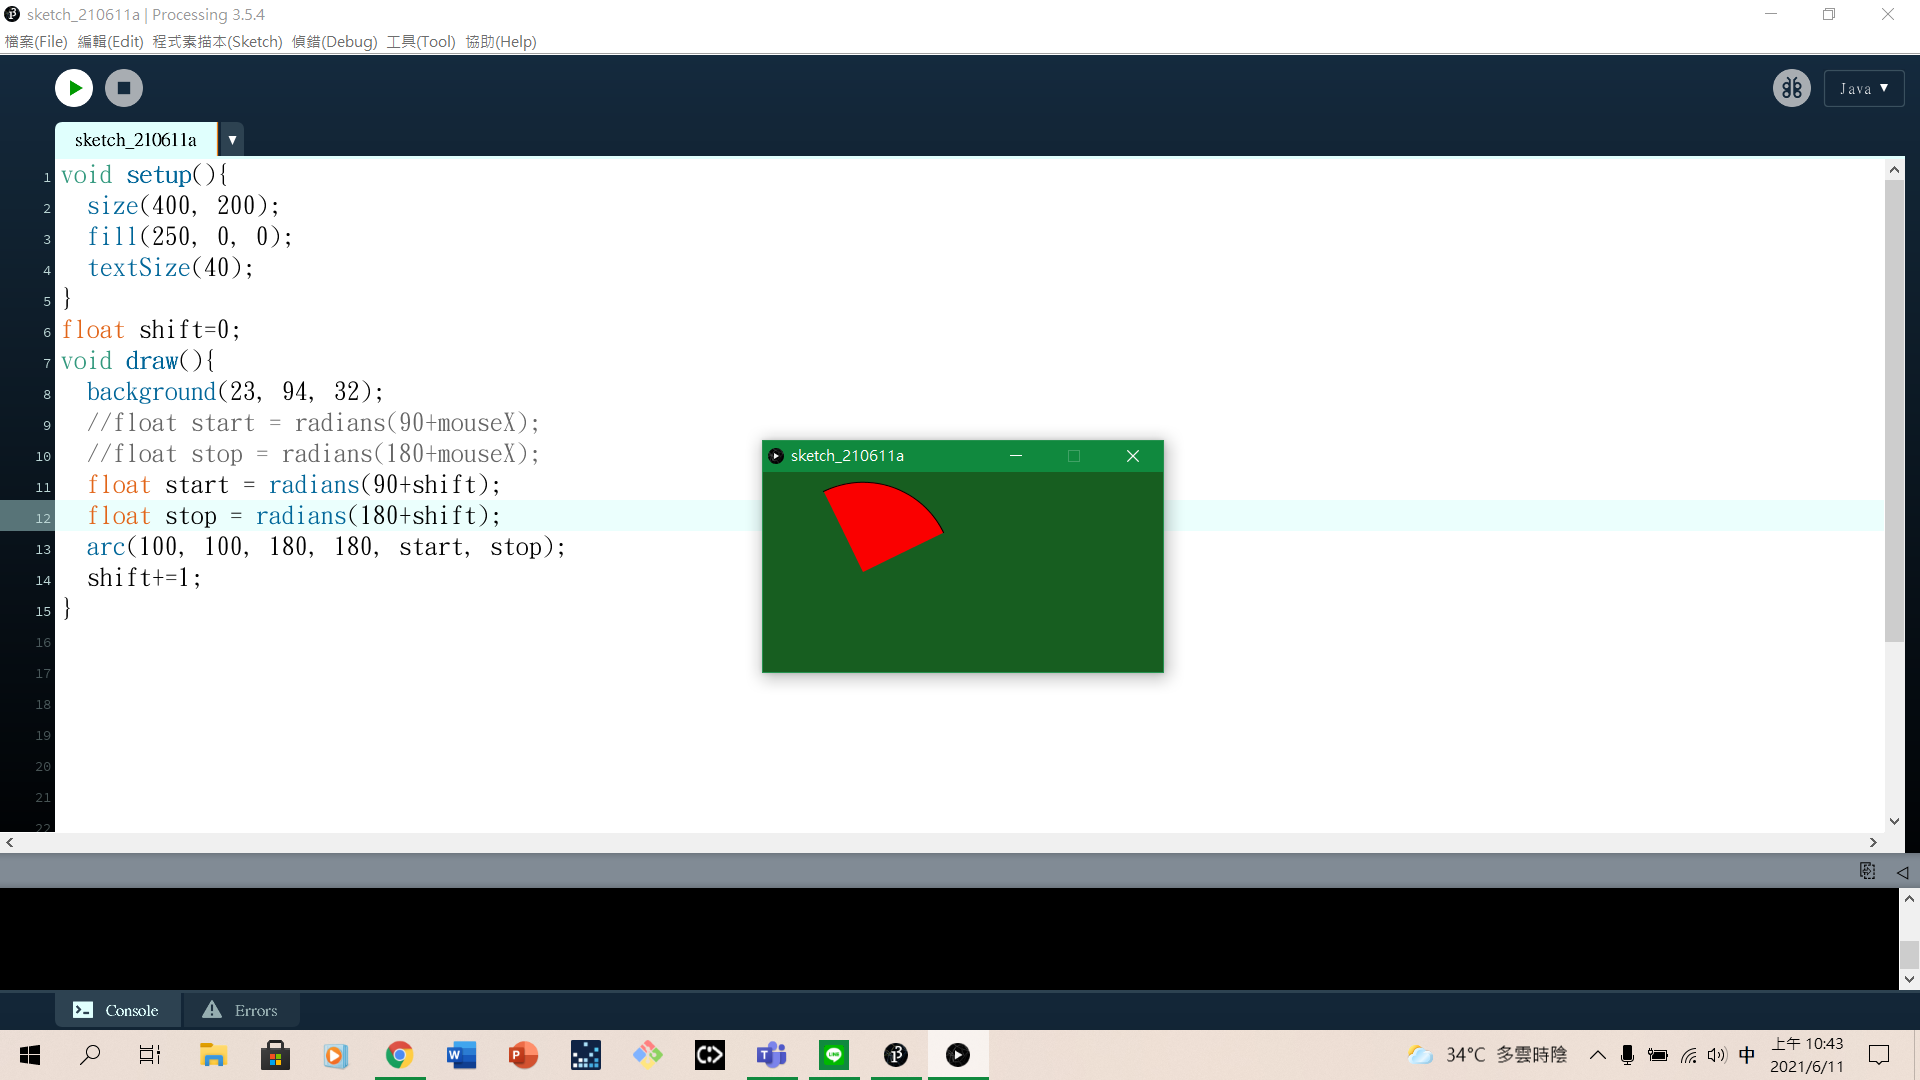 sketch_210611a | Processing 3.5.4
檔案(File) 編輯(Edit) 程式素描本(Sketch) 偵錯(Debug) 工具(Tool) 協助(Help)
Java ▼
sketch_210611a ▼
1 void setup(){
2 size(400, 200);
3 fill(250, 0, 0);
4 textSize(40);
5 }
6 float shift=0;
7 void draw(){
8 background(23, 94, 32);
9 //float start = radians(90+mouseX);
10 //float stop = radians(180+mouseX);
11 float start = radians(90+shift);
12 float stop = radians(180+shift);
13 arc(100, 100, 180, 180, start, stop);
14 shift+=1;
15 }
16
17
18
19
20
21
22
sketch_210611a
Console Errors
34°C 多雲時陰 中 上午 10:43
2021/6/11